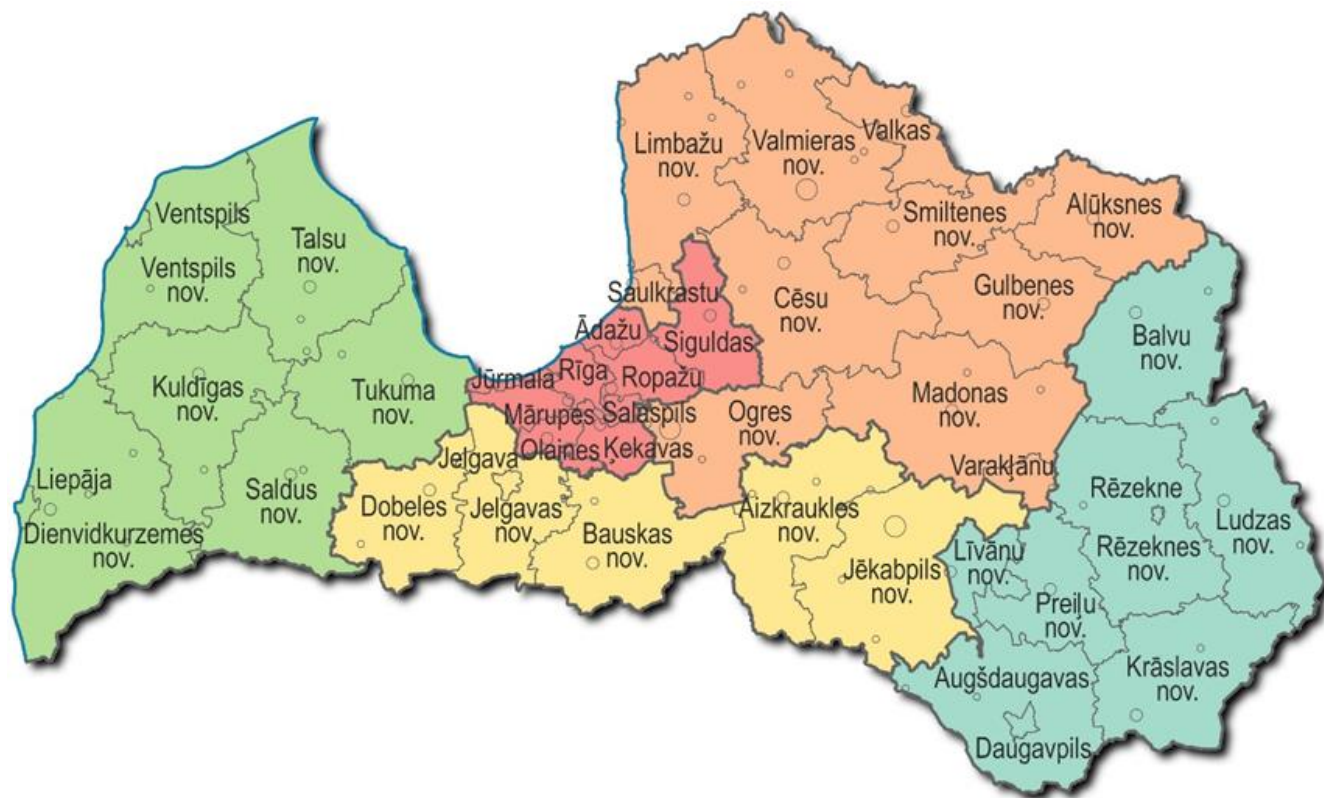 Ventspils
Ventspils
nov.
Talsu
nov.
Kuldīgas
nov.
Tukuma
nov.
Liepāja
Dienvidkurzemes
nov.
Saldus
nov.
Limbažu
nov.
Valmieras
nov.
Valkas
Smiltenes
nov.
Alūksnes
nov.
Gulbenes
nov.
Cēsu
nov.
Saulkrastu
Madonas
nov.
Varakļānu
Ogres
nov.
Ādažu
Siguldas
Jūrmala
Rīga
Ropažu
Mārupes
Salaspils
Olaines
Ķekavas
Dobeles
nov.
Jelgava
Jelgavas
nov.
Bauskas
nov.
Aizkraukles
nov.
Jēkabpils
nov.
Balvu
nov.
Rēzekne
Rēzeknes
nov.
Ludzas
nov.
Līvānu
nov.
Preiļu
nov.
Krāslavas
nov.
Augšdaugavas
Daugavpils